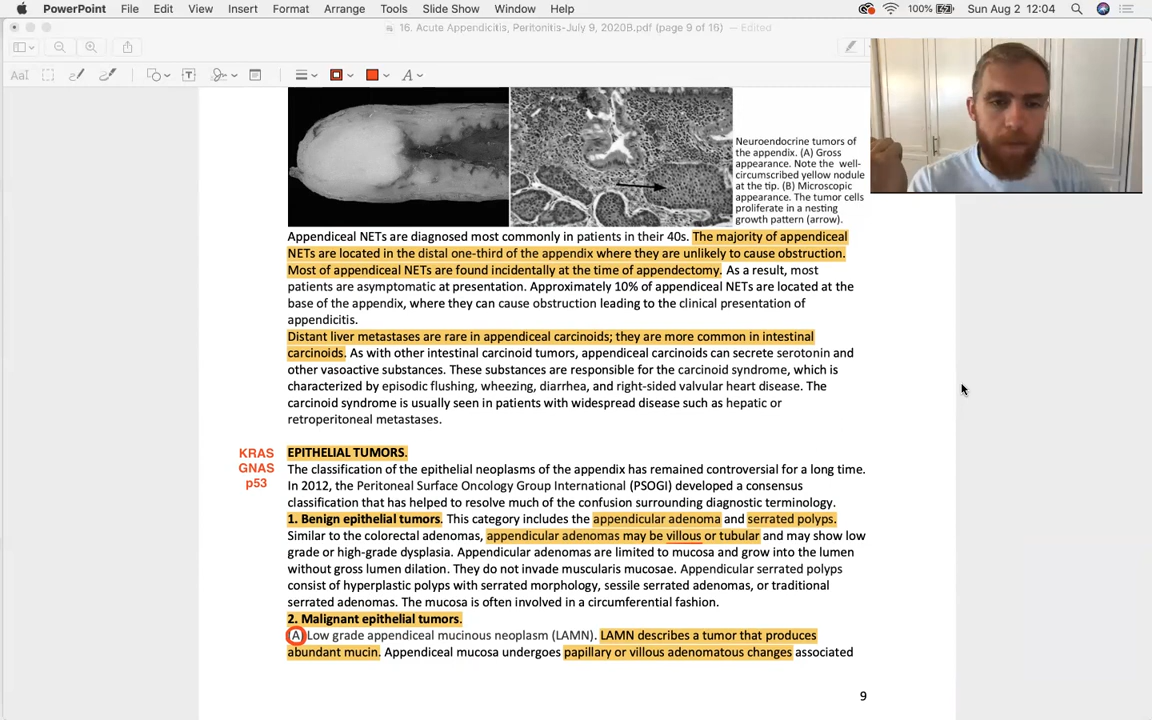 PowerPoint File Edit View Insert Format Arrange Tools Slide Show Window Help 100% Sun Aug 2 12:04
16. Acute Appendicitis, Peritonitis-July 9, 2020B.pdf (page 9 of 16) — Edited
Neuroendocrine tumors of
the appendix. (A) Gross
appearance. Note the well-
circumscribed yellow nodule
at the tip. (B) Microscopic
appearance. The tumor cells
proliferate in a nesting
growth pattern (arrow).
Appendiceal NETs are diagnosed most commonly in patients in their 40s. The majority of appendiceal
NETs are located in the distal one-third of the appendix where they are unlikely to cause obstruction.
Most of appendiceal NETs are found incidentally at the time of appendectomy. As a result, most
patients are asymptomatic at presentation. Approximately 10% of appendiceal NETs are located at the
base of the appendix, where they can cause obstruction leading to the clinical presentation of
appendicitis.
Distant liver metastases are rare in appendiceal carcinoids; they are more common in intestinal
carcinoids. As with other intestinal carcinoid tumors, appendiceal carcinoids can secrete serotonin and
other vasoactive substances. These substances are responsible for the carcinoid syndrome, which is
characterized by episodic flushing, wheezing, diarrhea, and right-sided valvular heart disease. The
carcinoid syndrome is usually seen in patients with widespread disease such as hepatic or
retroperitoneal metastases.
KRAS
GNAS
p53
EPITHELIAL TUMORS.
The classification of the epithelial neoplasms of the appendix has remained controversial for a long time.
In 2012, the Peritoneal Surface Oncology Group International (PSOGI) developed a consensus
classification that has helped to resolve much of the confusion surrounding diagnostic terminology.
1. Benign epithelial tumors. This category includes the appendicular adenoma and serrated polyps.
Similar to the colorectal adenomas, appendicular adenomas may be villous or tubular and may show low
grade or high-grade dysplasia. Appendicular adenomas are limited to mucosa and grow into the lumen
without gross lumen dilation. They do not invade muscularis mucosae. Appendicular serrated polyps
consist of hyperplastic polyps with serrated morphology, sessile serrated adenomas, or traditional
serrated adenomas. The mucosa is often involved in a circumferential fashion.
2. Malignant epithelial tumors.
(A) Low grade appendiceal mucinous neoplasm (LAMN). LAMN describes a tumor that produces
abundant mucin. Appendiceal mucosa undergoes papillary or villous adenomatous changes associated
9